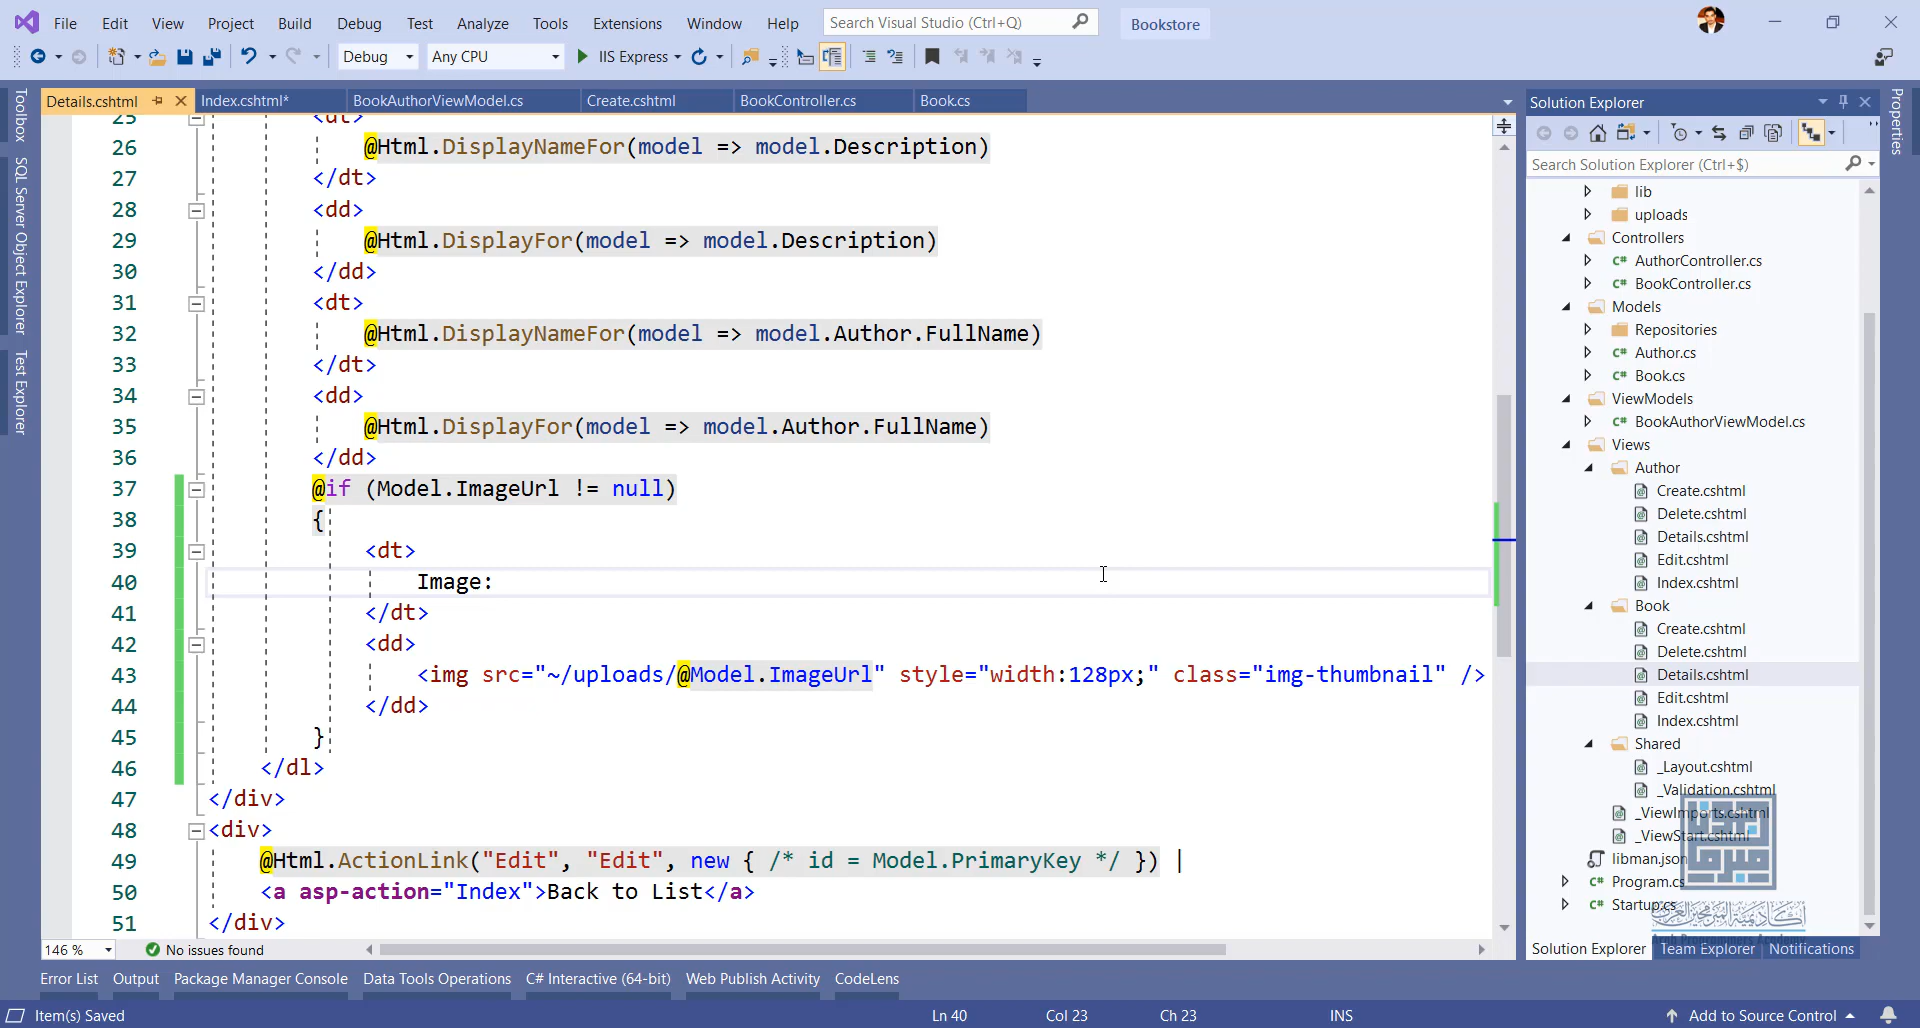 File Edit View Project Build Debug Test Analyze Tools Extensions Window Help Search Visual Studio (Ctrl+Q) Bookstore
Debug Any CPU IIS Express
Toolbox
SQL Server Object Explorer
Test Explorer
Details.cshtml Index.cshtml* BookAuthorViewModel.cs Create.cshtml BookController.cs Book.cs
25 <dt>
26 @Html.DisplayNameFor(model => model.Description)
27 </dt>
28 <dd>
29 @Html.DisplayFor(model => model.Description)
30 </dd>
31 <dt>
32 @Html.DisplayNameFor(model => model.Author.FullName)
33 </dt>
34 <dd>
35 @Html.DisplayFor(model => model.Author.FullName)
36 </dd>
37 @if (Model.ImageUrl != null)
38 {
39 <dt>
40 Image:
41 </dt>
42 <dd>
43 <img src="~/uploads/@Model.ImageUrl" style="width:128px;" class="img-thumbnail" />
44 </dd>
45 }
46 </dl>
47 </div>
48 <div>
49 @Html.ActionLink("Edit", "Edit", new { /* id = Model.PrimaryKey */ }) |
50 <a asp-action="Index">Back to List</a>
51 </div>
146 % No issues found
Solution Explorer
Search Solution Explorer (Ctrl+$)
lib
uploads
Controllers
C# AuthorController.cs
C# BookController.cs
Models
Repositories
C# Author.cs
C# Book.cs
ViewModels
C# BookAuthorViewModel.cs
Views
Author
Create.cshtml
Delete.cshtml
Details.cshtml
Edit.cshtml
Index.cshtml
Book
Create.cshtml
Delete.cshtml
Details.cshtml
Edit.cshtml
Index.cshtml
Shared
_Layout.cshtml
_Validation.cshtml
_ViewImports.cshtml
_ViewStart.cshtml
libman.json
C# Program.cs
C# Startup.cs
أكاديمية المبرمجين العرب
Arab Programmers Academy
Solution Explorer Team Explorer Notifications
Properties
Error List Output Package Manager Console Data Tools Operations C# Interactive (64-bit) Web Publish Activity CodeLens
Item(s) Saved Ln 40 Col 23 Ch 23 INS Add to Source Control